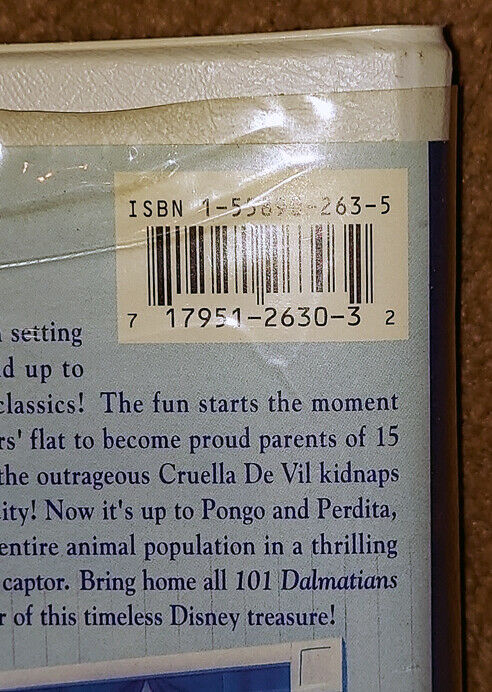 ISBN 1-55890-263-5
7 17951-2630-3 2
setting
d up to
classics! The fun starts the moment
rs' flat to become proud parents of 15
the outrageous Cruella De Vil kidnaps
ity! Now it's up to Pongo and Perdita,
entire animal population in a thrilling
captor. Bring home all 101 Dalmatians
r of this timeless Disney treasure!